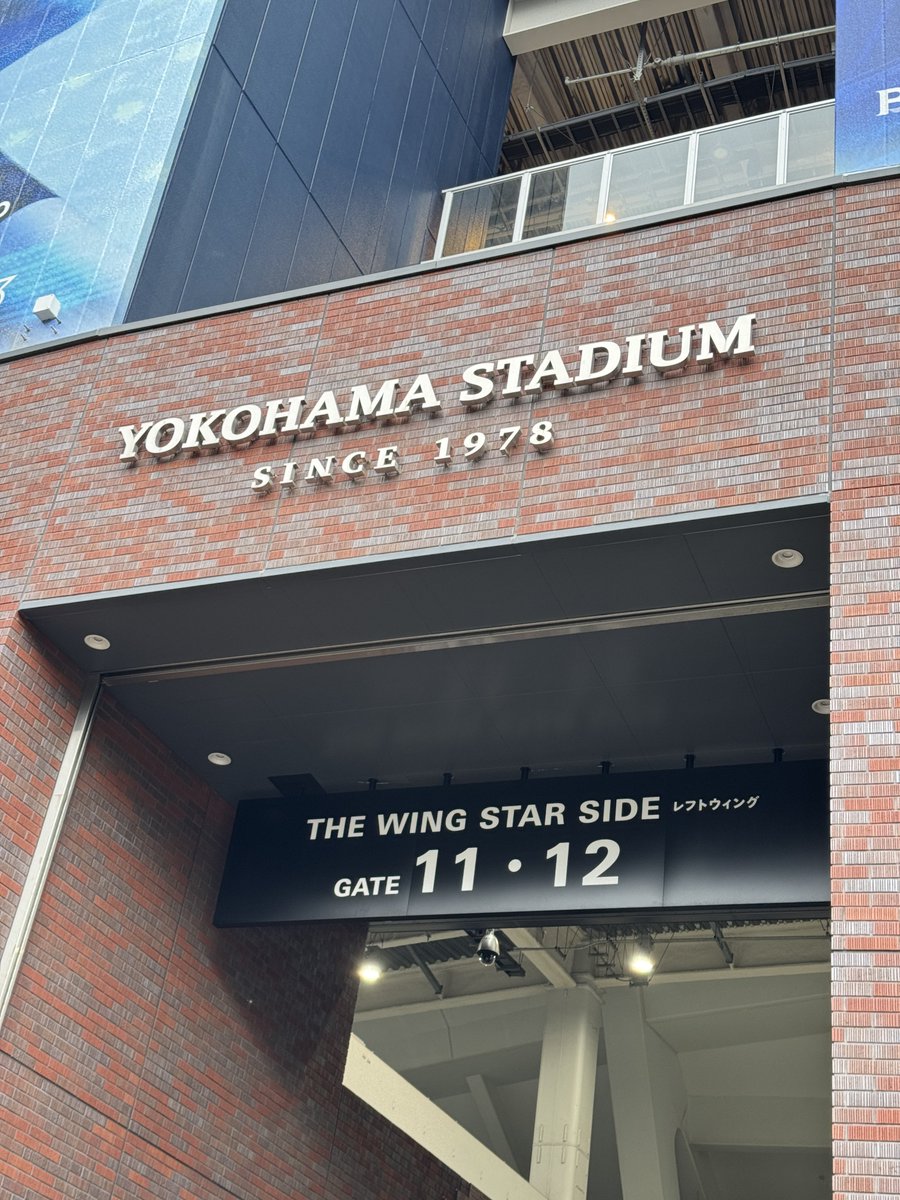 YOKOHAMA STADIUM
SINCE 1978
THE WING STAR SIDE レフトウィング
GATE 11・12